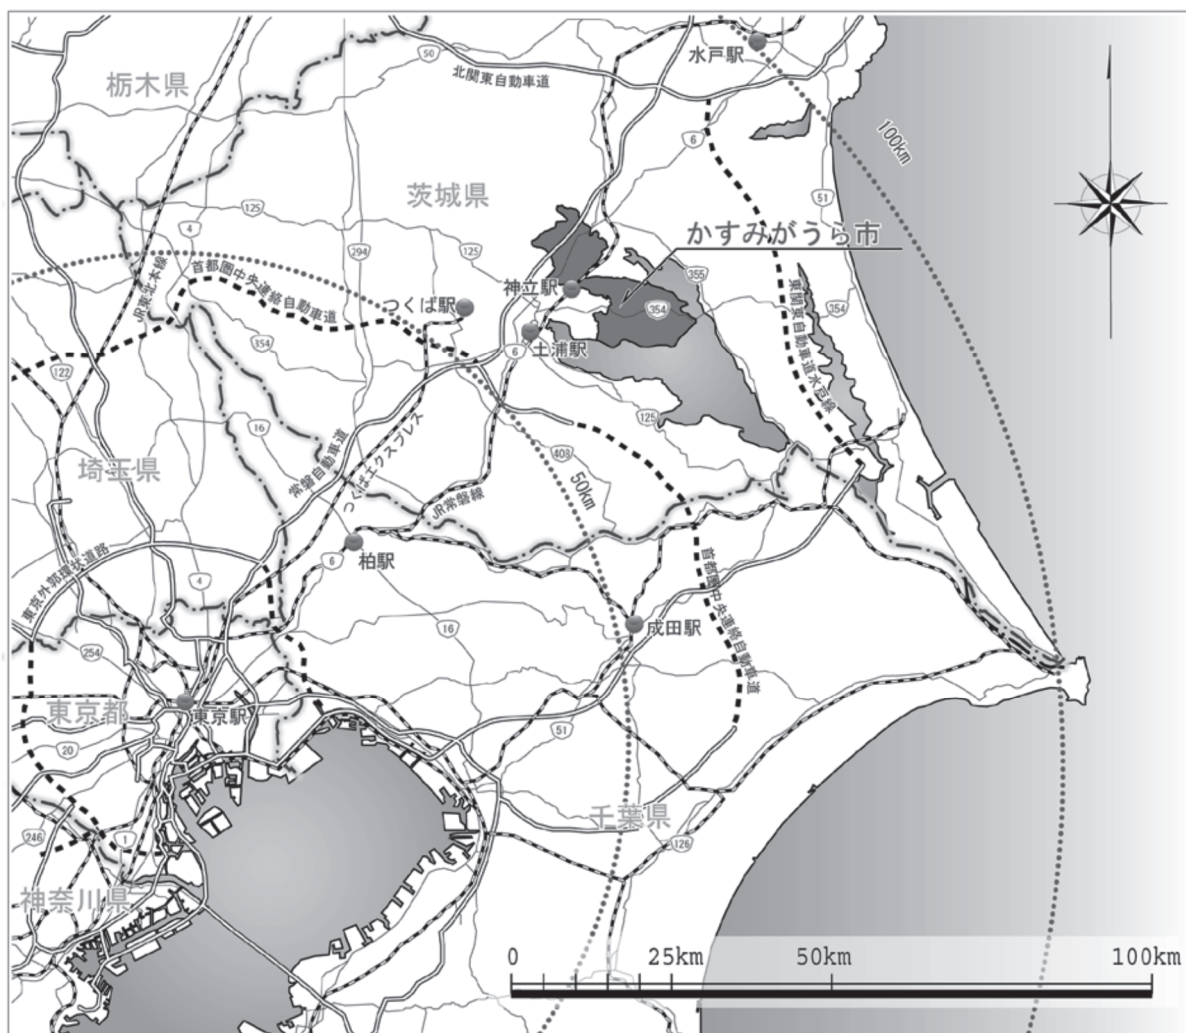 水戸駅
50
北関東自動車道
栃木県
6
100km
茨城県
51
125
4
かすみがうら市
294
125
首都圏中央連絡自動車道
JR東北本線
355
神立駅
つくば駅
354
354
東関東自動車道水戸線
354
6
土浦駅
122
125
16
常磐自動車道
つくばエクスプレス
408
埼玉県
50km
JR常磐線
東京外郭環状道路
6
柏駅
首都圏中央連絡自動車道
4
16
成田駅
254
東京都
東京駅
51
20
千葉県
246
1
126
神奈川県
0
25km
50km
100km